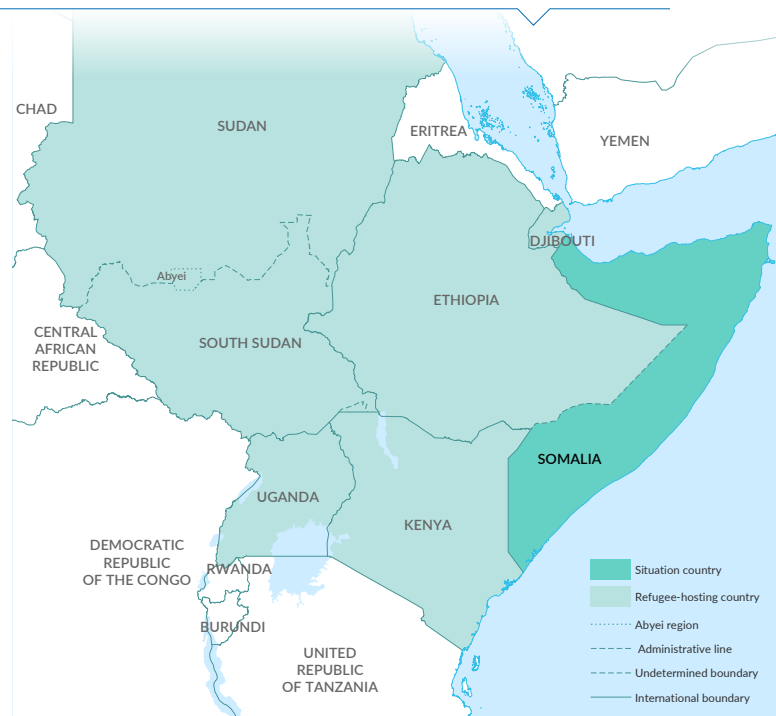 CHAD
SUDAN
ERITREA
YEMEN
DJIBOUTI
Abyei
ETHIOPIA
CENTRAL
AFRICAN
REPUBLIC
SOUTH SUDAN
SOMALIA
UGANDA
KENYA
DEMOCRATIC
REPUBLIC
OF THE CONGO
RWANDA
BURUNDI
UNITED
REPUBLIC
OF TANZANIA
Situation country
Refugee-hosting country
Abyei region
Administrative line
Undetermined boundary
International boundary